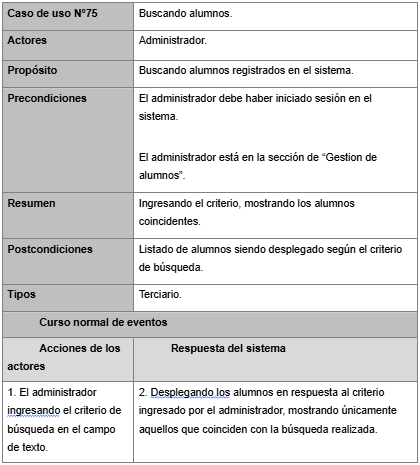 Caso de uso N°75
Buscando alumnos.
Actores
Administrador.
Propósito
Buscando alumnos registrados en el sistema.
Precondiciones
El administrador debe haber iniciado sesión en el
sistema.
El administrador está en la sección de “Gestion de
alumnos”.
Resumen
Ingresando el criterio, mostrando los alumnos
coincidentes.
Postcondiciones
Listado de alumnos siendo desplegado según el criterio
de búsqueda.
Tipos
Terciario.
Curso normal de eventos
Acciones de los
actores
Respuesta del sistema
1. El administrador
ingresando el criterio de
búsqueda en el campo
de texto.
2. Desplegando los alumnos en respuesta al criterio
ingresado por el administrador, mostrando únicamente
aquellos que coinciden con la búsqueda realizada.